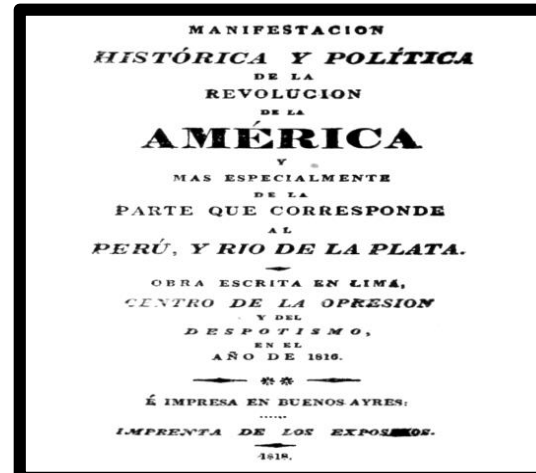 MANIFESTACION
HISTÓRICA Y POLÍTICA
DE LA
REVOLUCION
DE LA
AMÉRICA
Y
MAS ESPECIALMENTE
DE LA
PARTE QUE CORRESPONDE
AL
PERÚ, Y RIO DE LA PLATA.
OBRA ESCRITA EN LIMA,
CENTRO DE LA OPRESION
Y DEL
DESPOTISMO,
EN EL
AÑO DE 1816.
É IMPRESA EN BUENOS AYRES:
IMPRENTA DE LOS EXPOSITOS.
1818.